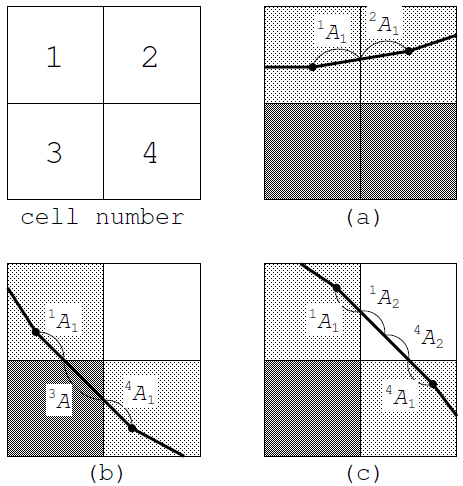 1 2
3 4
cell number
¹A₁ ²A₁
(a)
¹A₁
³A ⁴A₁
(b)
¹A₁ ¹A₂
⁴A₂
⁴A₁
(c)